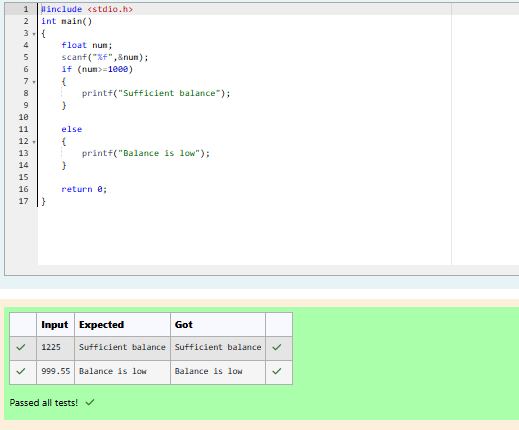 1 #include <stdio.h>
2 int main()
3 {
4 float num;
5 scanf("%f",&num);
6 if (num>=1000)
7 {
8 printf("Sufficient balance");
9 }
10
11 else
12 {
13 printf("Balance is low");
14 }
15
16 return 0;
17 }
Input Expected Got
1225 Sufficient balance Sufficient balance
999.55 Balance is low Balance is low
Passed all tests!